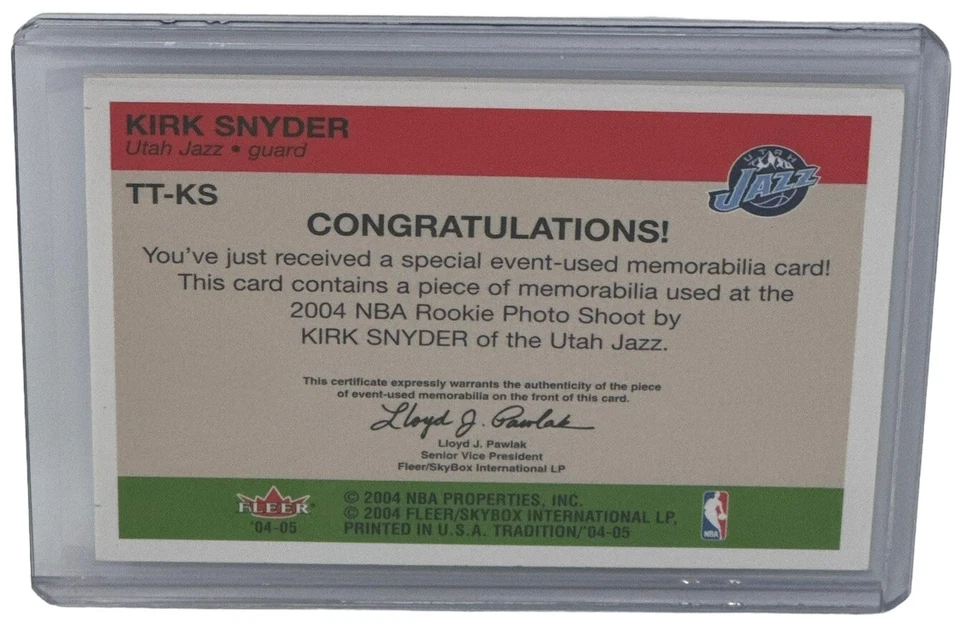 KIRK SNYDER
Utah Jazz • guard
UTAH
JAZZ
TT-KS
CONGRATULATIONS!
You've just received a special event-used memorabilia card!
This card contains a piece of memorabilia used at the
2004 NBA Rookie Photo Shoot by
KIRK SNYDER of the Utah Jazz.
This certificate expressly warrants the authenticity of the piece
of event-used memorabilia on the front of this card.
Lloyd J. Pawlak
Lloyd J. Pawlak
Senior Vice President
Fleer/SkyBox International LP
FLEER
'04-05
© 2004 NBA PROPERTIES, INC.
© 2004 FLEER/SKYBOX INTERNATIONAL LP,
PRINTED IN U.S.A. TRADITION/'04-05
NBA